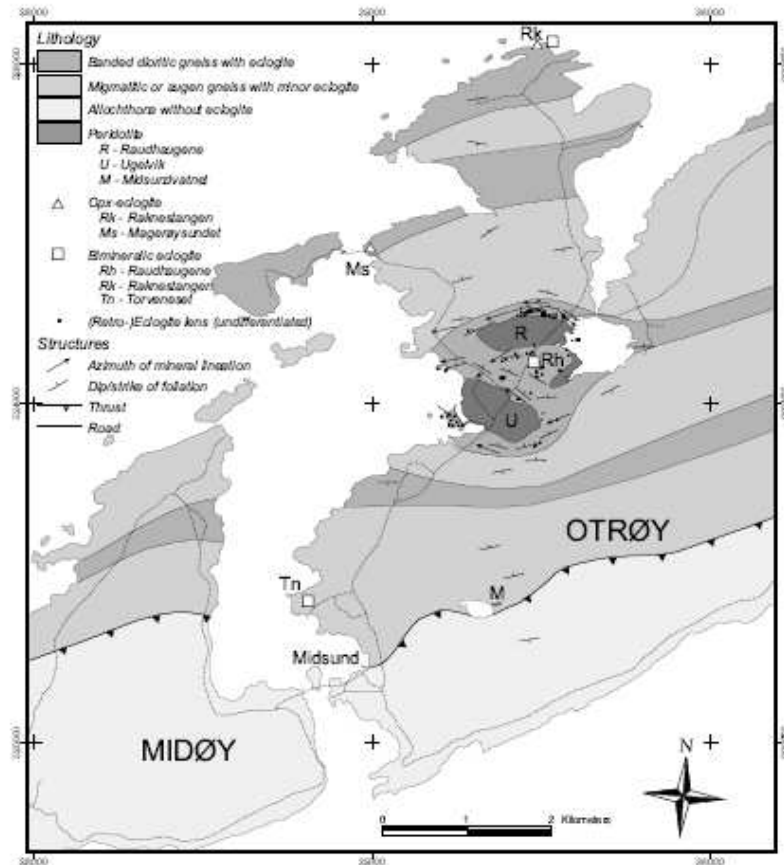 Lithology
Banded dioritic gneiss with eclogite
Migmatitic or augen gneiss with minor eclogite
Allochthons without eclogite
Peridotite
R - Raudhaugene
U - Ugelvik
M - Midsundvatnet
Opx-eclogite
Rk - Raknestangen
Ms - Magerøysundet
Bimineralic eclogite
Rh - Raudhaugene
Rk - Raknestangen
Tn - Torveneset
(Retro-)Eclogite lens (undifferentiated)
Structures
Azimuth of mineral lineation
Dip/strike of foliation
Thrust
Road
Rk
Ms
R
Rh
U
OTRØY
Tn
M
Midsund
MIDØY
N
0 1 2 Kilometers